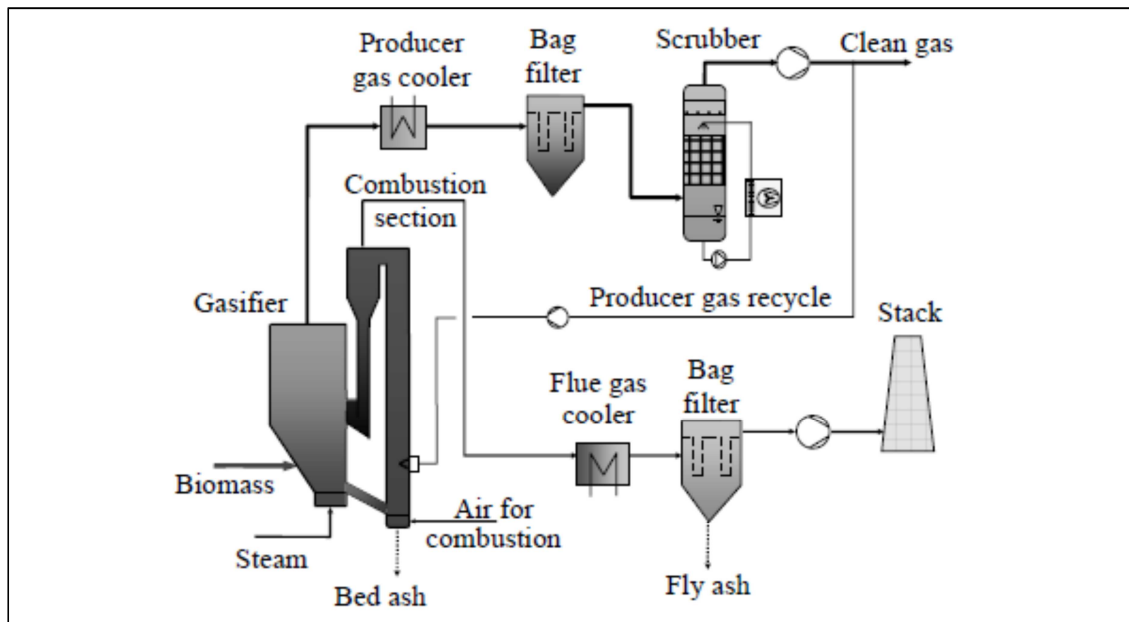 Producer
gas cooler
Bag
filter
Scrubber
Clean gas
Combustion
section
Gasifier
Producer gas recycle
Stack
Flue gas
cooler
Bag
filter
Biomass
Steam
Air for
combustion
Bed ash
Fly ash